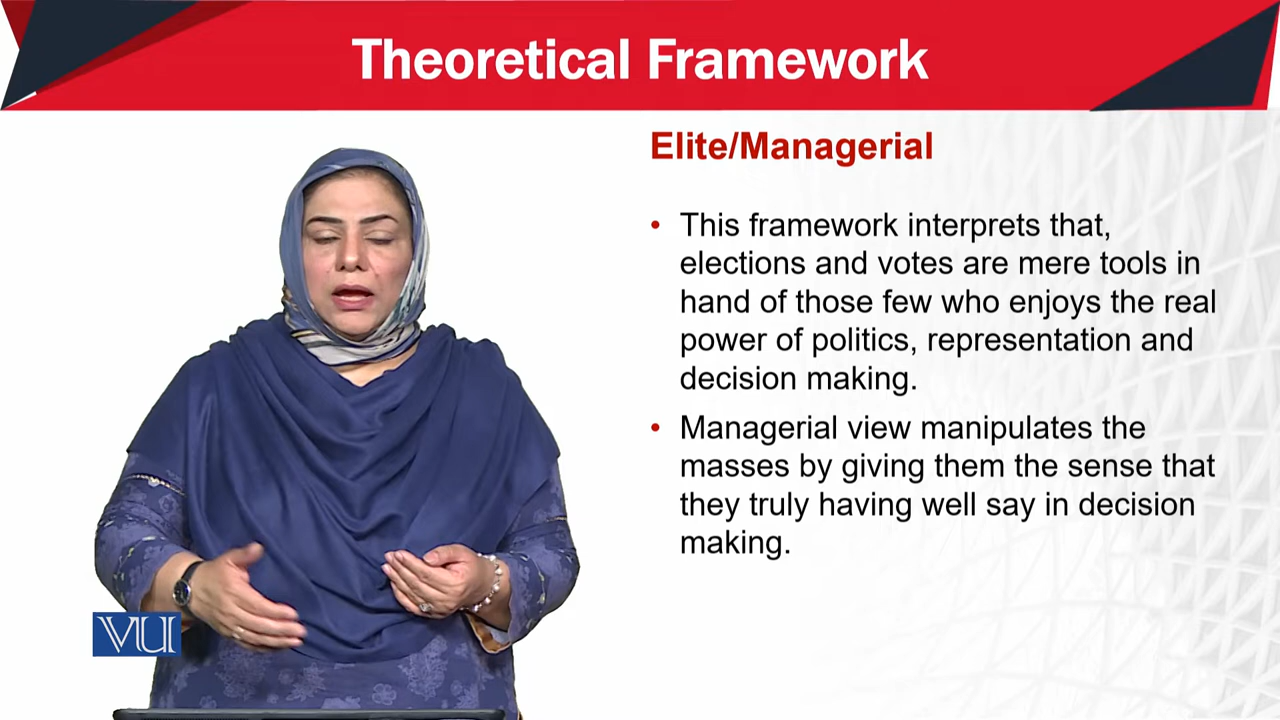 Theoretical Framework
Elite/Managerial
• This framework interprets that,
elections and votes are mere tools in
hand of those few who enjoys the real
power of politics, representation and
decision making.
• Managerial view manipulates the
masses by giving them the sense that
they truly having well say in decision
making.
VU